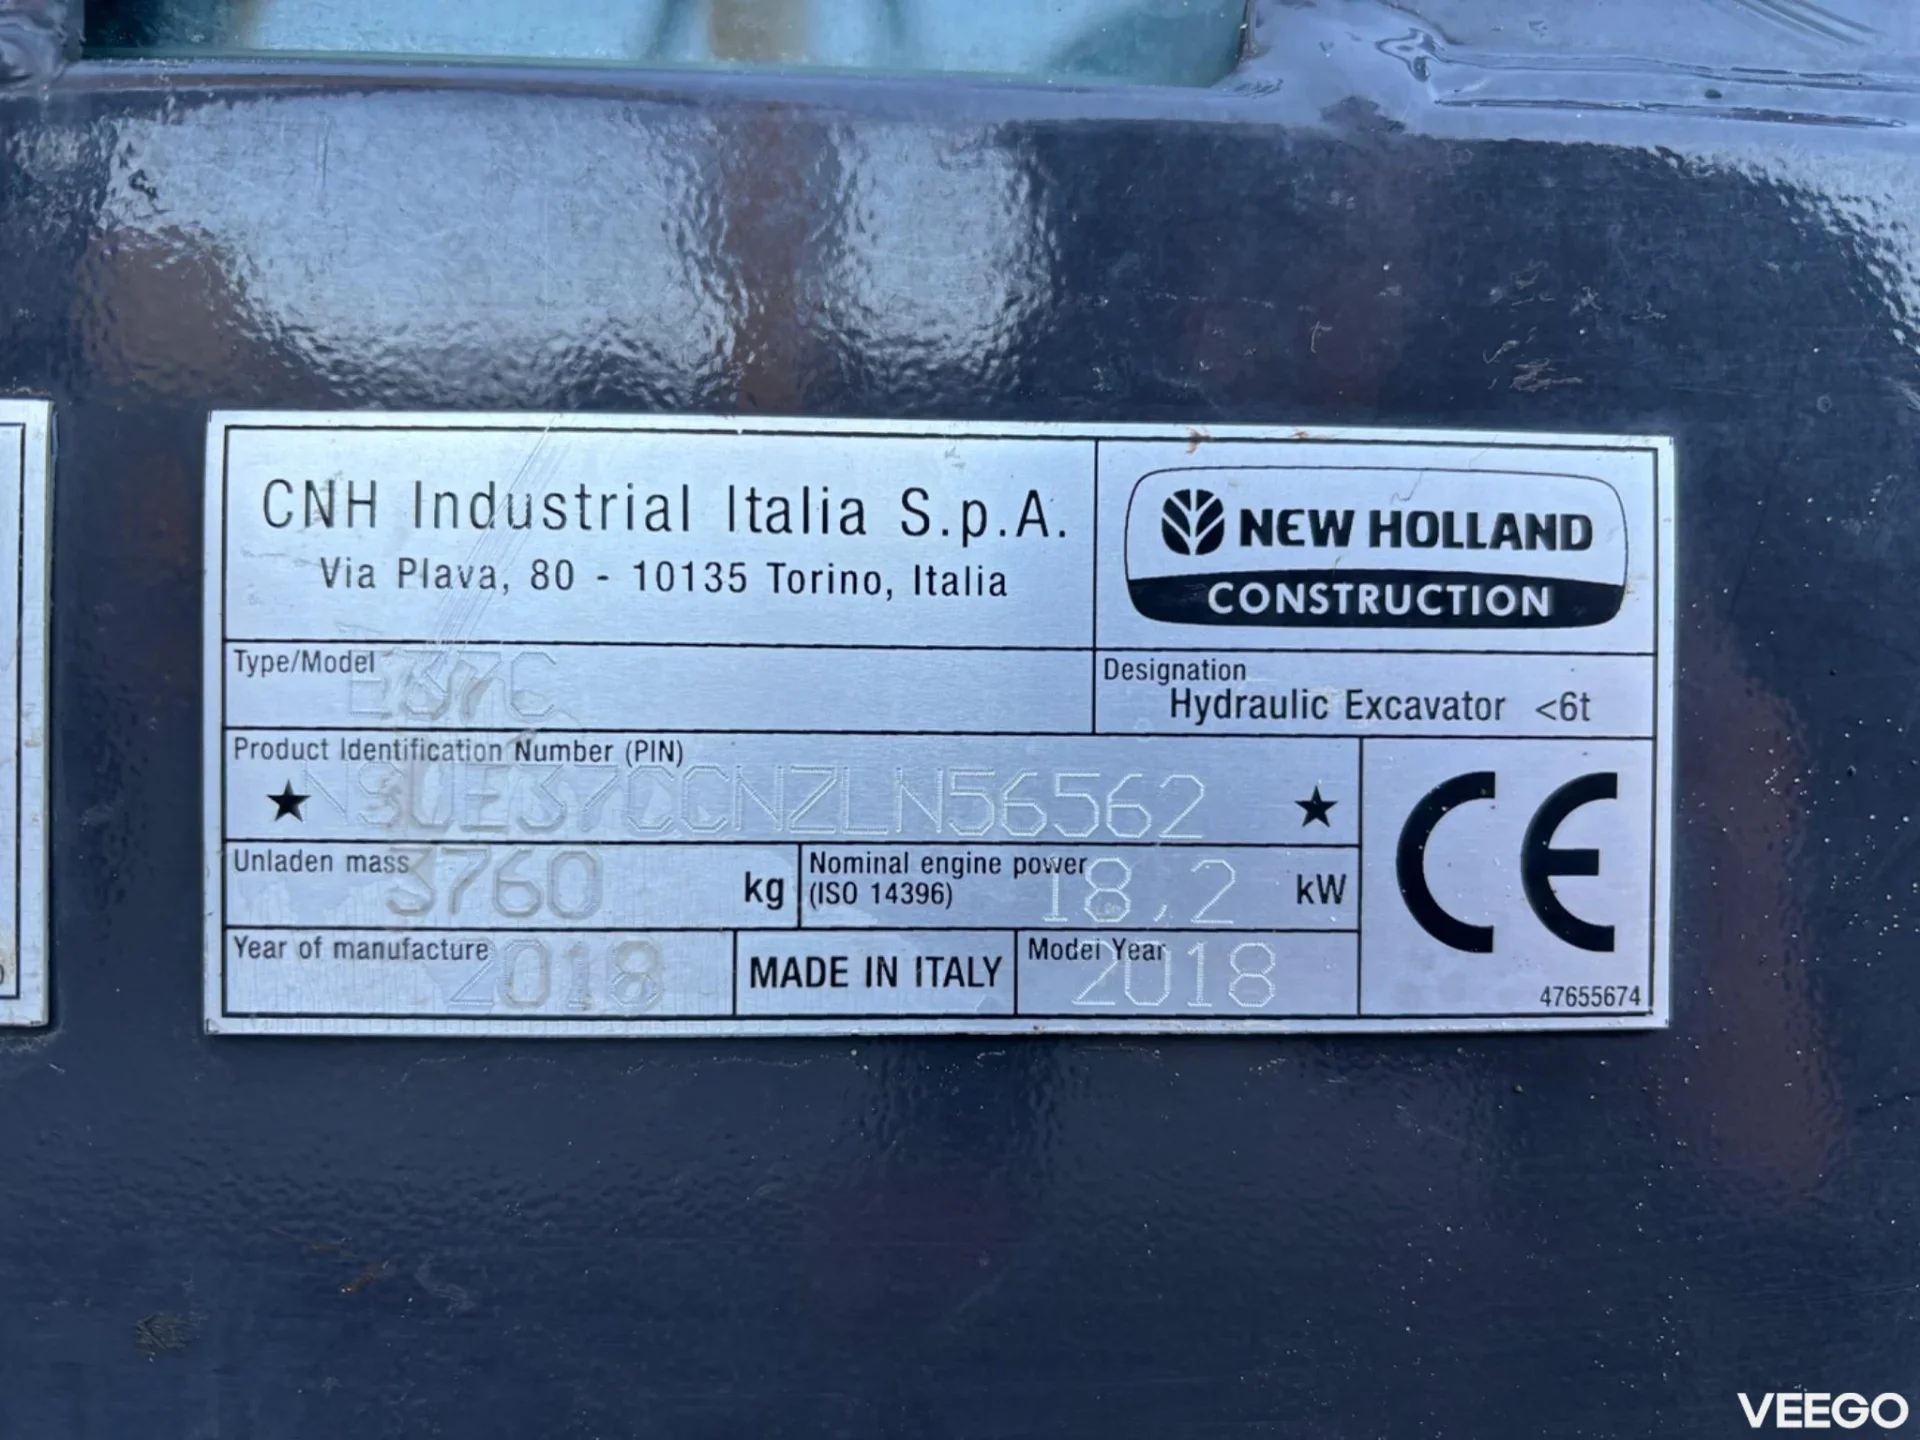 CNH Industrial Italia S.p.A.
Via Plava, 80 - 10135 Torino, Italia
NEW HOLLAND
CONSTRUCTION
Type/Model E37C
Designation
Hydraulic Excavator <6t
Product Identification Number (PIN)
★ ★
Unladen mass 3760 kg
Nominal engine power
(ISO 14396) 18,2 kW
Year of manufacture 2018
MADE IN ITALY
Model Year 2018
CE
47655674
VEEGO